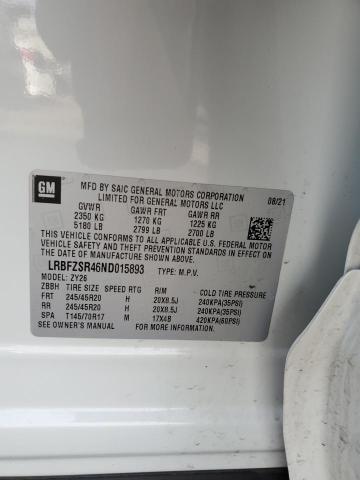 GM
MFD BY SAIC GENERAL MOTORS CORPORATION 08/21
LIMITED FOR GENERAL MOTORS LLC
GVWR GAWR FRT GAWR RR
2350 KG 1270 KG 1225 KG
5180 LB 2799 LB 2700 LB
THIS VEHICLE CONFORMS TO ALL APPLICABLE U.S.
FEDERAL MOTOR VEHICLE SAFETY, BUMPER, AND
THEFT PREVENTION STANDARDS IN EFFECT ON THE
DATE OF MANUFACTURE SHOWN ABOVE.
LRBFZSR46ND015893 TYPE: M.P.V.
MODEL: ZY26
ZBBH TIRE SIZE SPEED RTG R/M COLD TIRE PRESSURE
FRT 245/45R20 H 20X8.5J 240KPA(35PSI)
RR 245/45R20 H 20X8.5J 240KPA(35PSI)
SPA T145/70R17 M 17X4B 420KPA(60PSI)
SEE OWNER'S MANUAL.